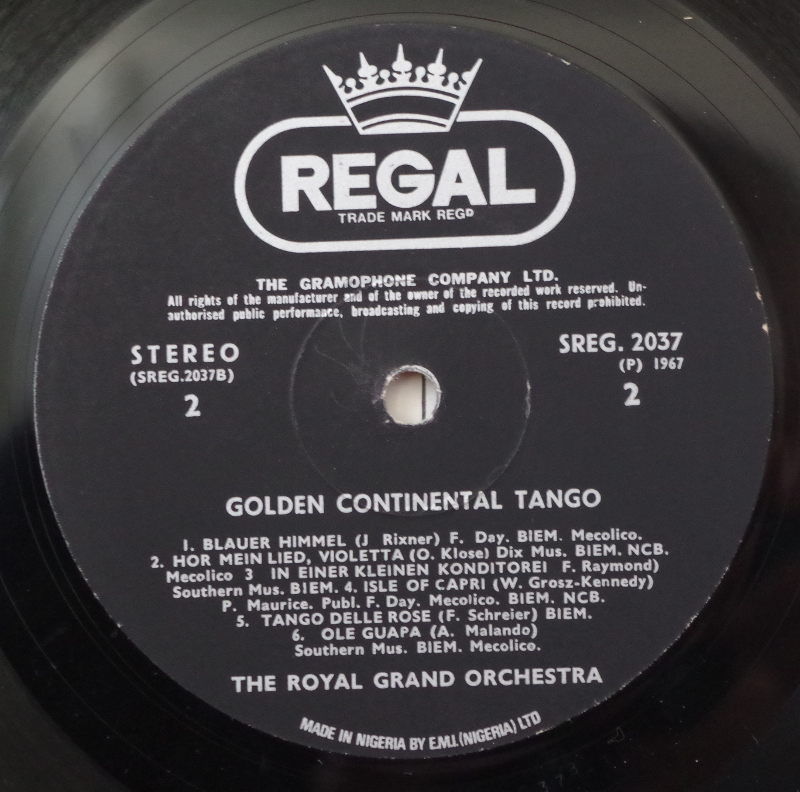 REGAL
TRADE MARK REGD
THE GRAMOPHONE COMPANY LTD.
All rights of the manufacturer and of the owner of the recorded work reserved. Un-
authorised public performance, broadcasting and copying of this record prohibited.
STEREO
(SREG.2037B)
2
SREG. 2037
(P) 1967
2
GOLDEN CONTINENTAL TANGO
1. BLAUER HIMMEL (J Rixner) F. Day. BIEM. Mecolico.
2. HOR MEIN LIED, VIOLETTA (O. Klose) Dix Mus. BIEM. NCB.
Mecolico 3 IN EINER KLEINEN KONDITOREI F. Raymond)
Southern Mus. BIEM. 4. ISLE OF CAPRI (W. Grosz-Kennedy)
P. Maurice. Publ. F. Day. Mecolico. BIEM. NCB.
5. TANGO DELLE ROSE (F. Schreier) BIEM.
6. OLE GUAPA (A. Malando)
Southern Mus. BIEM. Mecolico.
THE ROYAL GRAND ORCHESTRA
MADE IN NIGERIA BY E.M.I. (NIGERIA) LTD